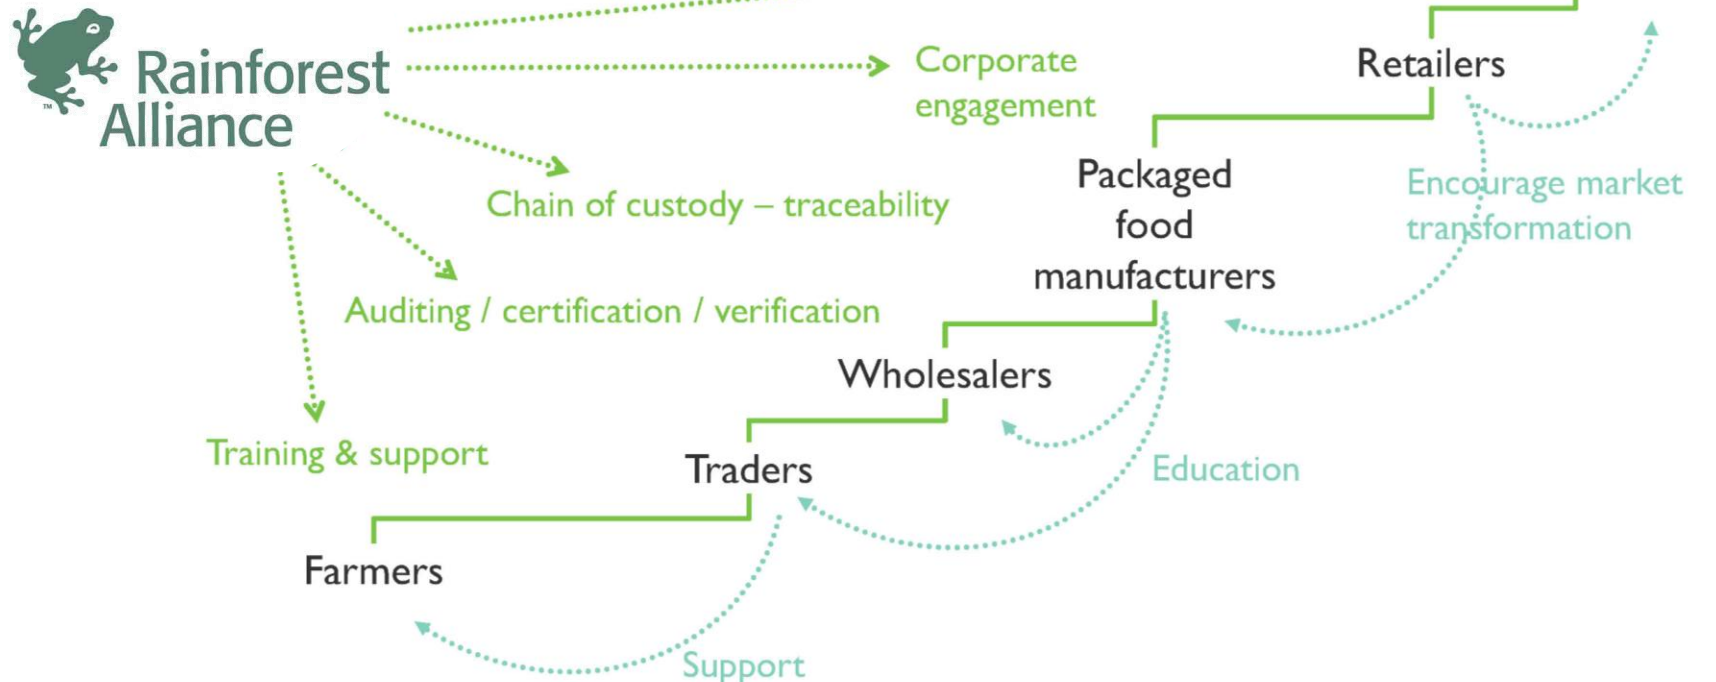 Rainforest
Alliance
™
Corporate
engagement
Retailers
Chain of custody – traceability
Packaged
food
manufacturers
Encourage market
transformation
Auditing / certification / verification
Wholesalers
Training & support
Traders
Education
Farmers
Support